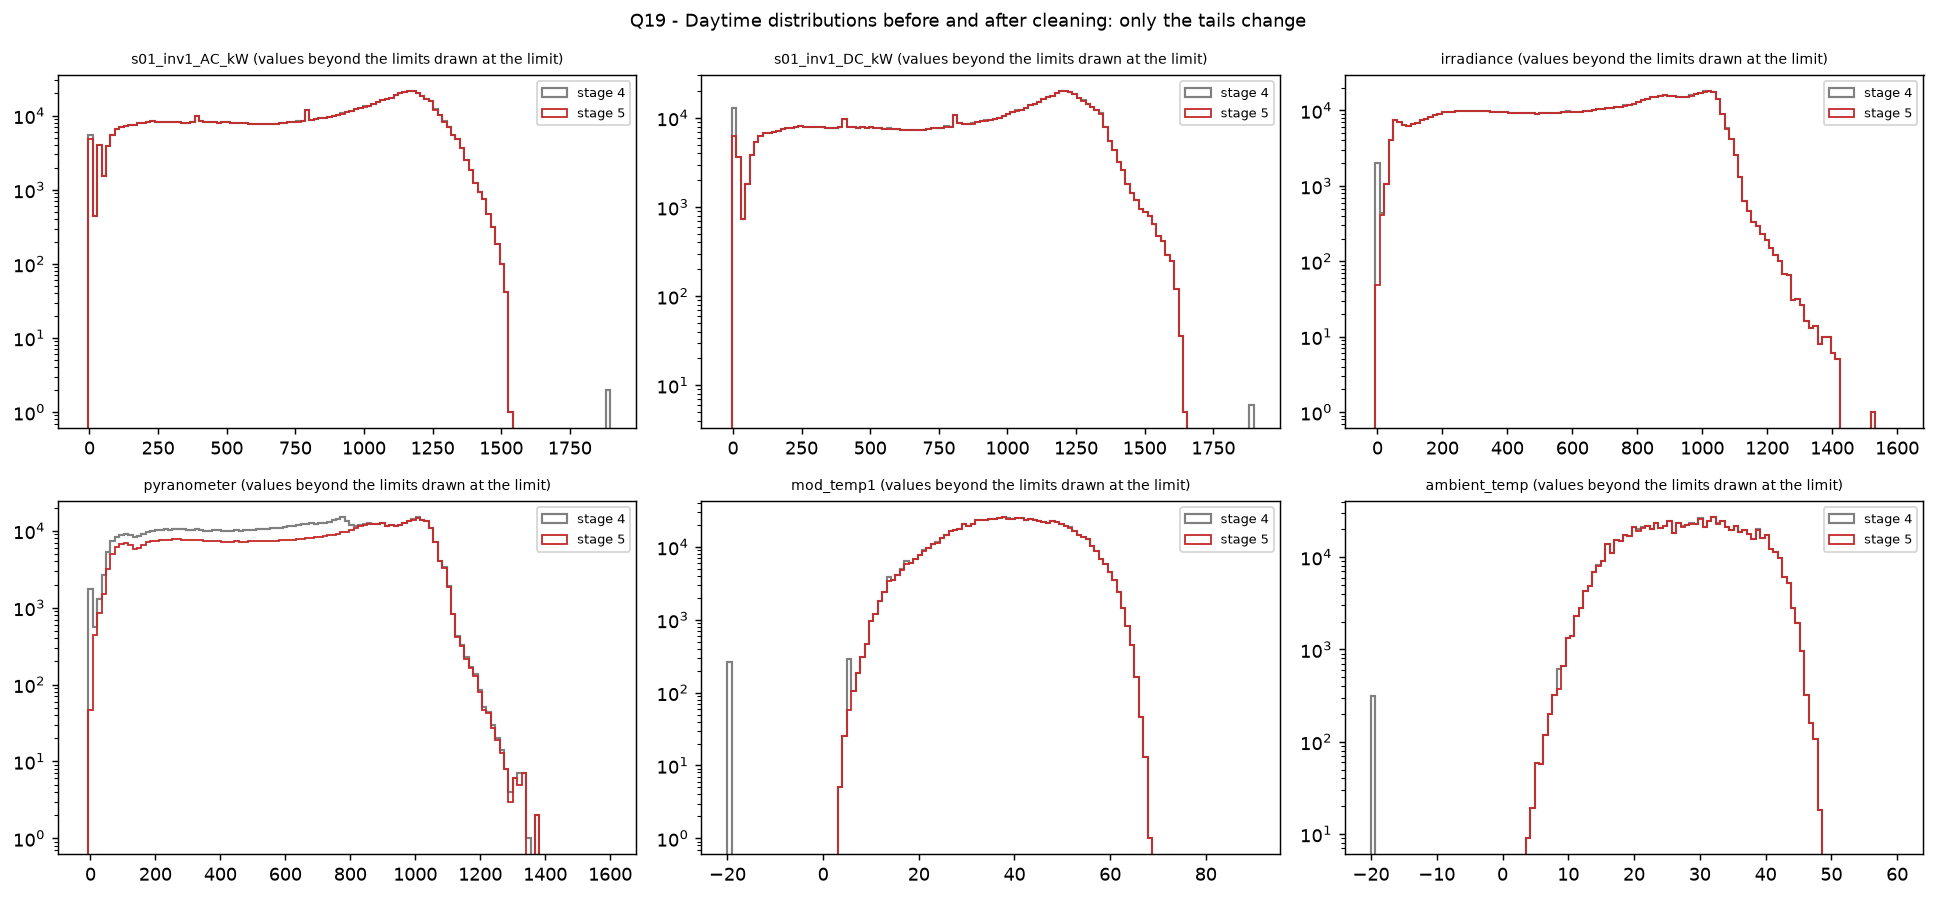 Q19 - Daytime distributions before and after cleaning: only the tails change
s01_inv1_AC_kW (values beyond the limits drawn at the limit)
10⁴
10³
10²
10¹
10⁰
0 250 500 750 1000 1250 1500 1750
stage 4
stage 5
s01_inv1_DC_kW (values beyond the limits drawn at the limit)
10⁴
10³
10²
10¹
0 250 500 750 1000 1250 1500 1750
stage 4
stage 5
irradiance (values beyond the limits drawn at the limit)
10⁴
10³
10²
10¹
10⁰
0 200 400 600 800 1000 1200 1400 1600
stage 4
stage 5
pyranometer (values beyond the limits drawn at the limit)
10⁴
10³
10²
10¹
10⁰
0 200 400 600 800 1000 1200 1400 1600
stage 4
stage 5
mod_temp1 (values beyond the limits drawn at the limit)
10⁴
10³
10²
10¹
10⁰
−20 0 20 40 60 80
stage 4
stage 5
ambient_temp (values beyond the limits drawn at the limit)
10⁴
10³
10²
10¹
−20 −10 0 10 20 30 40 50 60
stage 4
stage 5